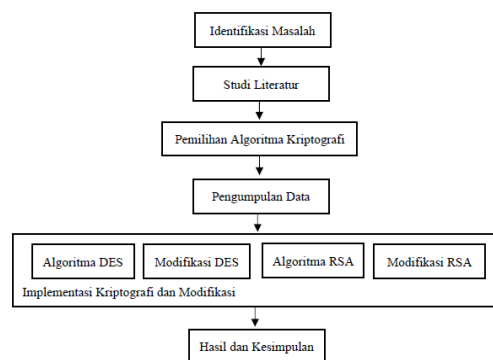 Identifikasi Masalah
Studi Literatur
Pemilihan Algoritma Kriptografi
Pengumpulan Data
Algoritma DES
Modifikasi DES
Algoritma RSA
Modifikasi RSA
Implementasi Kriptografi dan Modifikasi
Hasil dan Kesimpulan